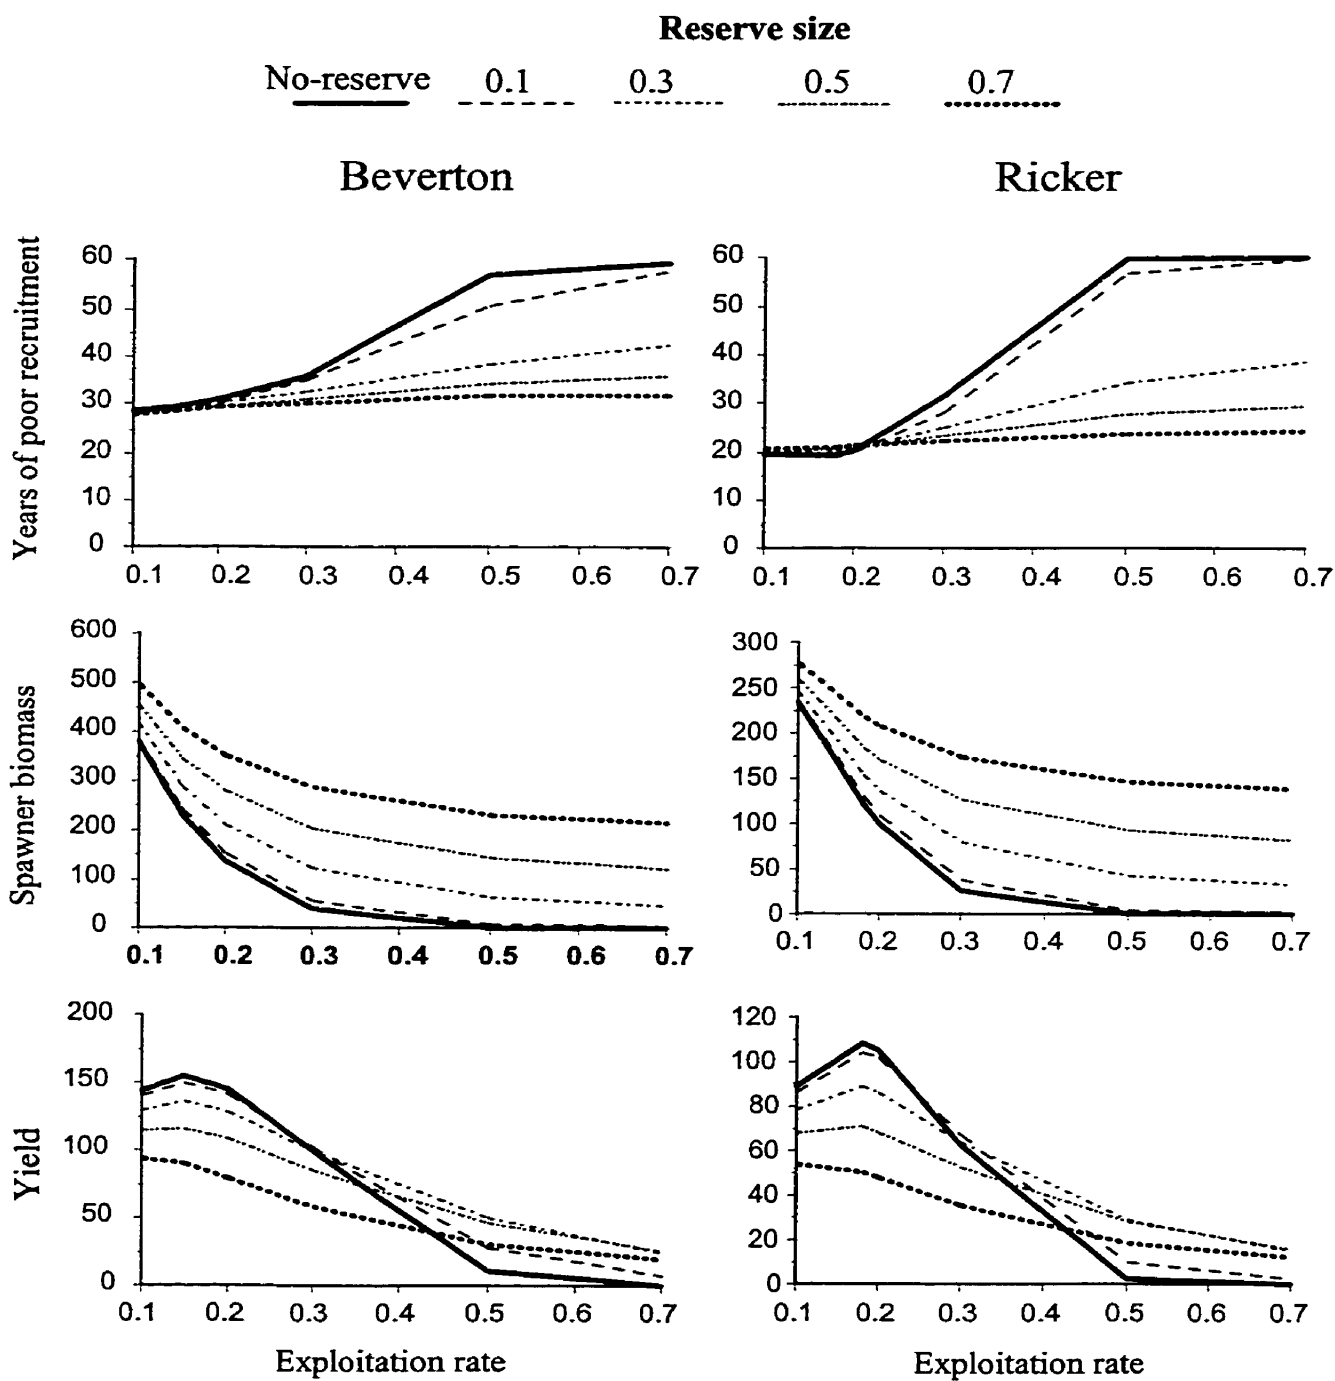 Reserve size
No-reserve 0.1 0.3 0.5 0.7
Beverton Ricker
Years of poor recruitment
60
50
40
30
20
10
0
0.1 0.2 0.3 0.4 0.5 0.6 0.7
60
50
40
30
20
10
0
0.1 0.2 0.3 0.4 0.5 0.6 0.7
Spawner biomass
600
500
400
300
200
100
0
0.1 0.2 0.3 0.4 0.5 0.6 0.7
300
250
200
150
100
50
0
0.1 0.2 0.3 0.4 0.5 0.6 0.7
Yield
200
150
100
50
0
0.1 0.2 0.3 0.4 0.5 0.6 0.7
Exploitation rate
120
100
80
60
40
20
0
0.1 0.2 0.3 0.4 0.5 0.6 0.7
Exploitation rate